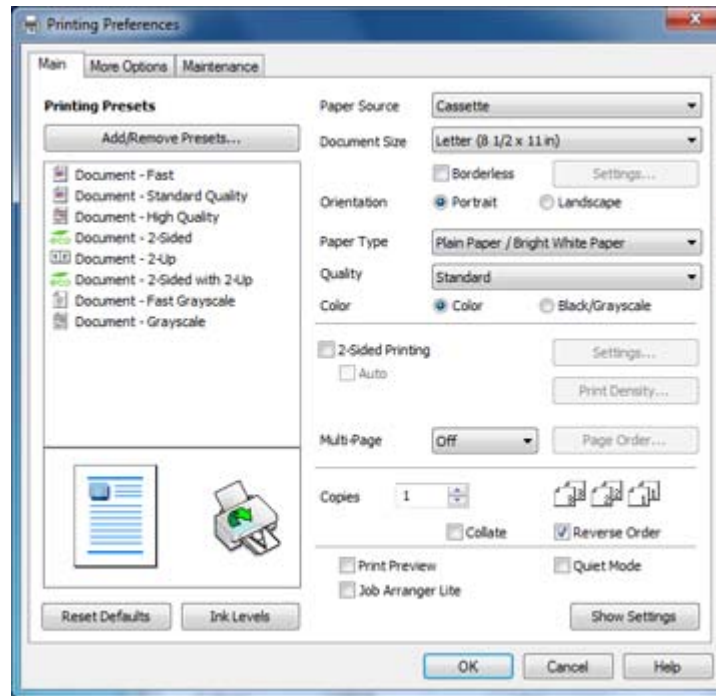 Printing Preferences
Main More Options Maintenance
Printing Presets
Add/Remove Presets...
Document - Fast
Document - Standard Quality
Document - High Quality
Document - 2-Sided
Document - 2-Up
Document - 2-Sided with 2-Up
Document - Fast Grayscale
Document - Grayscale
Reset Defaults Ink Levels
Paper Source Cassette
Document Size Letter (8 1/2 x 11 in)
Borderless Settings...
Orientation Portrait Landscape
Paper Type Plain Paper / Bright White Paper
Quality Standard
Color Color Black/Grayscale
2-Sided Printing Settings...
Auto
Print Density...
Multi-Page Off Page Order...
Copies 1
Collate Reverse Order
Print Preview Quiet Mode
Job Arranger Lite
Show Settings
OK Cancel Help